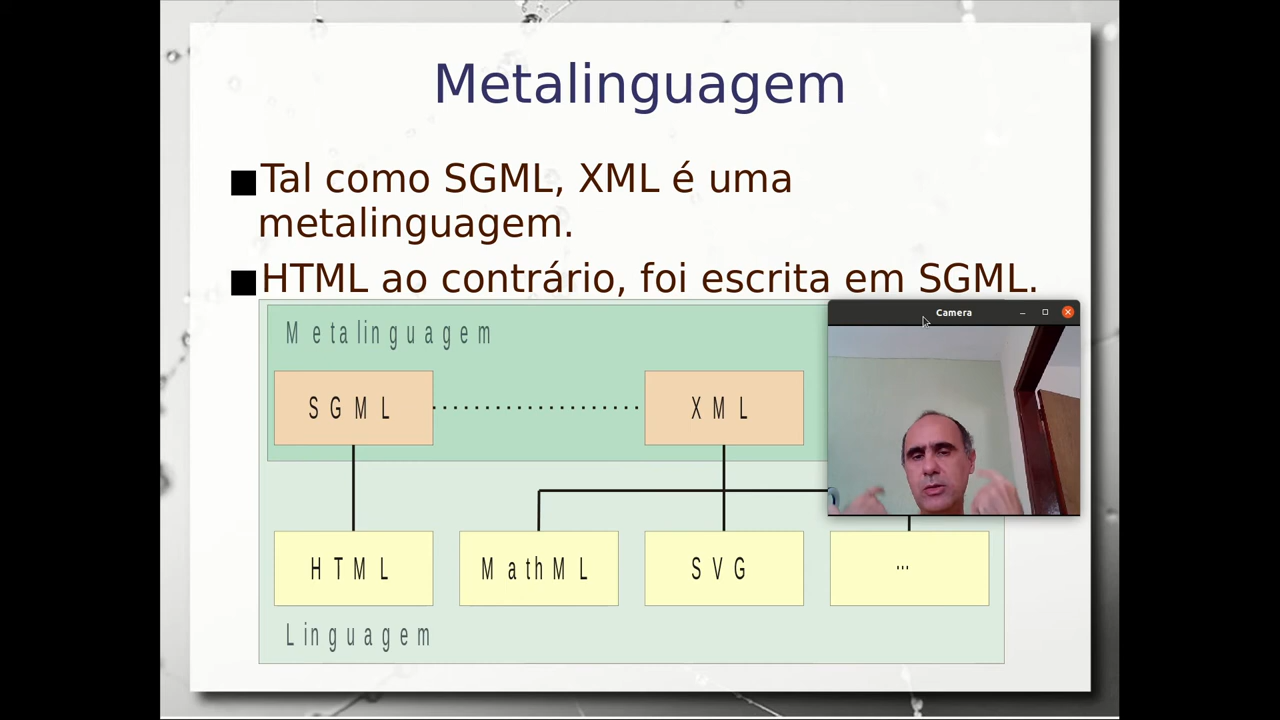 Metalinguagem
Tal como SGML, XML é uma
metalinguagem.
HTML ao contrário, foi escrita em SGML.
Metalinguagem
Camera
SGML
XML
HTML
MathML
SVG
...
Linguagem